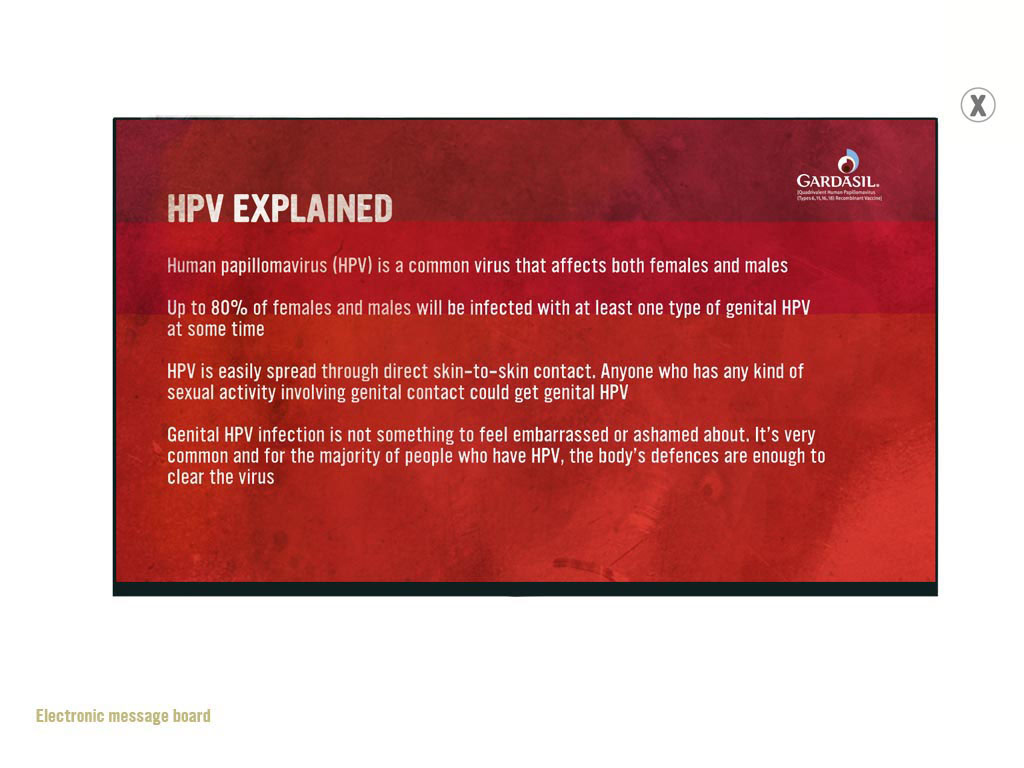 X
GARDASIL®
[Quadrivalent Human Papillomavirus
(Types 6, 11, 16, 18) Recombinant Vaccine]
HPV EXPLAINED
Human papillomavirus (HPV) is a common virus that affects both females and males
Up to 80% of females and males will be infected with at least one type of genital HPV
at some time
HPV is easily spread through direct skin-to-skin contact. Anyone who has any kind of
sexual activity involving genital contact could get genital HPV
Genital HPV infection is not something to feel embarrassed or ashamed about. It's very
common and for the majority of people who have HPV, the body's defences are enough to
clear the virus
Electronic message board